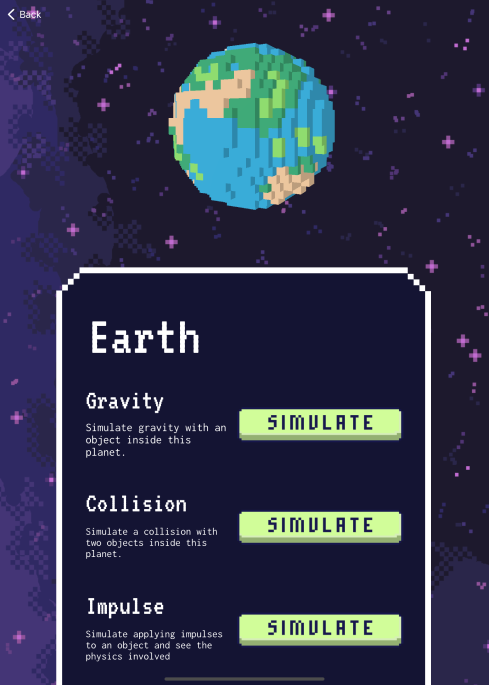 Back
Earth
Gravity
Simulate gravity with an
object inside this
planet.
SIMULATE
Collision
Simulate a collision with
two objects inside this
planet.
SIMULATE
Impulse
Simulate applying impulses
to an object and see the
physics involved
SIMULATE